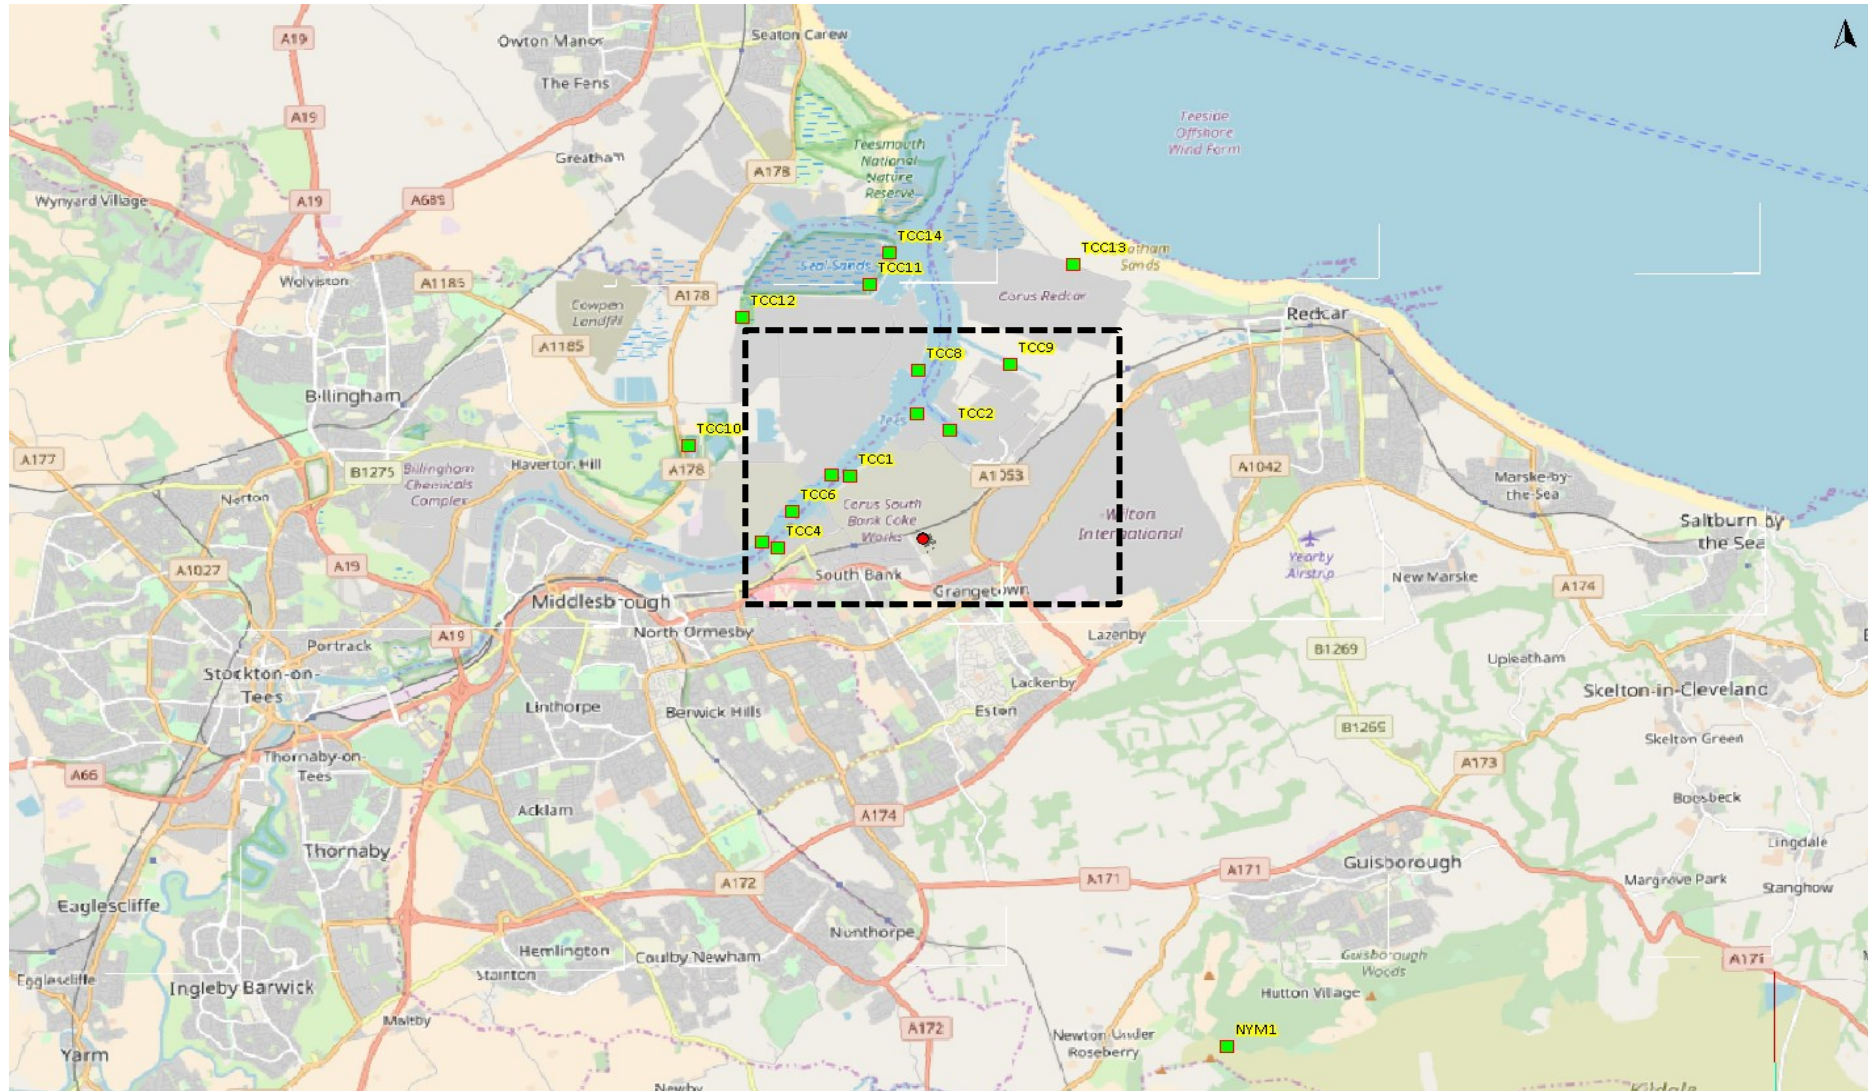 A19
Owton Manor
Seaton Carew
The Fens
A19
Teesside
Offshore
Wind Farm
Teesmouth
National
Nature
Reserve
Greatham
A178
Wynyard Village
A19
A689
TCC14
TCC13
Sands
Seal Sands
TCC11
Wolviston
A1185
A178
TCC12
Corus Redcar
Cowpen
Landfill
Redcar
A1185
TCC8
TCC9
Billingham
Tees
TCC2
TCC10
A177
B1275
Billingham
Chemicals
Complex
Haverton Hill
A178
TCC1
A1053
A1042
Marske-by-
the-Sea
Norton
TCC6
Corus South
Bank Coke
Works
Wilton
International
Saltburn by
the Sea
TCC4
Yearby
Airstrip
A1027
A19
South Bank
New Marske
A174
Middlesbrough
Grangetown
North Ormesby
Lazenby
A19
Portrack
B1269
Upleatham
Stockton-on-
Tees
Lackenby
Skelton-in-Cleveland
Linthorpe
Berwick Hills
Eston
B1269
Skelton Green
Thornaby-on-
Tees
A66
A173
Acklam
A174
Boosbeck
Thornaby
Guisborough
Lingdale
A172
A171
A171
Margrove Park
Stanghow
Eaglescliffe
Nunthorpe
Hemlington
Coulby Newham
Guisborough
Woods
A171
Stainton
Egglescliffe
Ingleby Barwick
Hutton Village
Maltby
A172
Newton Under
Roseberry
NYM1
Yarm
Newby
Kildale